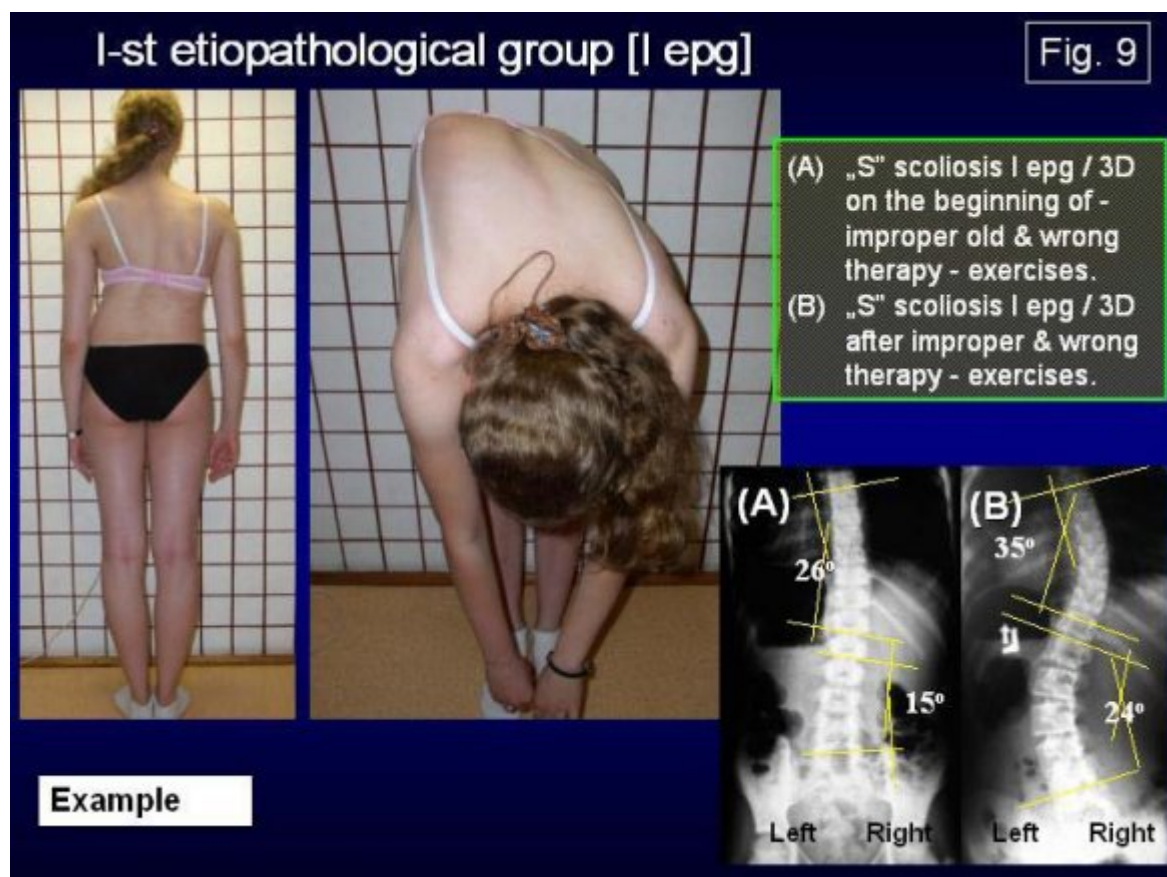 I-st etiopathological group [I epg]
Fig. 9
(A) „S” scoliosis I epg / 3D
on the beginning of -
improper old & wrong
therapy - exercises.
(B) „S” scoliosis I epg / 3D
after improper & wrong
therapy - exercises.
(A)
26°
15°
Left Right
(B)
35°
24°
Left Right
Example